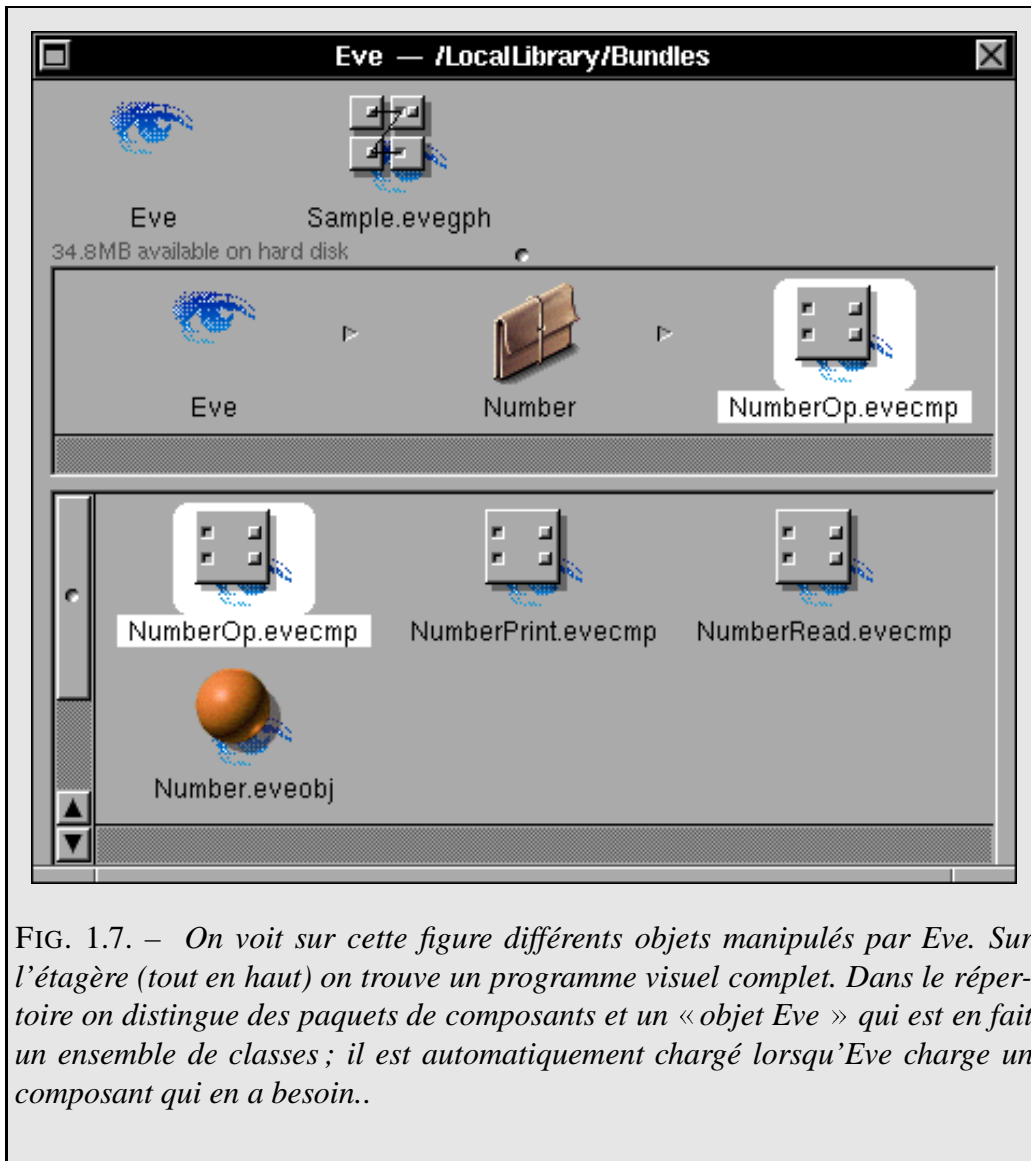 Eve — /LocalLibrary/Bundles
Eve
Sample.evegph
34.8MB available on hard disk
Eve
Number
NumberOp.evecmp
NumberOp.evecmp
NumberPrint.evecmp
NumberRead.evecmp
Number.eveobj
FIG. 1.7. – On voit sur cette figure différents objets manipulés par Eve. Sur
l'étagère (tout en haut) on trouve un programme visuel complet. Dans le réper-
toire on distingue des paquets de composants et un « objet Eve » qui est en fait
un ensemble de classes ; il est automatiquement chargé lorsqu'Eve charge un
composant qui en a besoin..